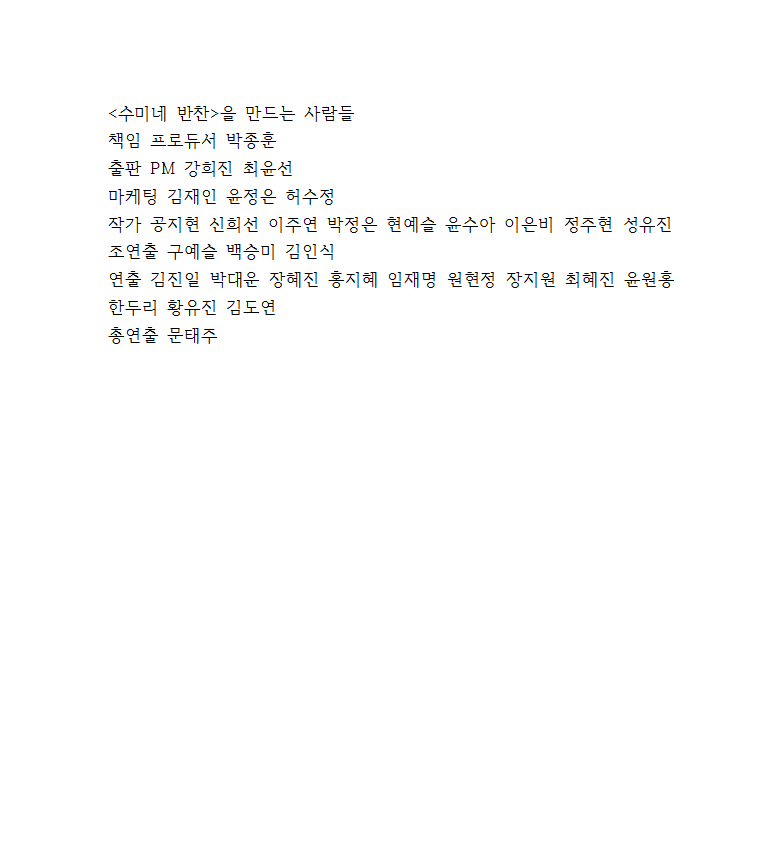 <수미네 반찬>을 만드는 사람들
책임 프로듀서 박종훈
출판 PM 강희진 최윤선
마케팅 김재인 윤정은 허수정
작가 공지현 신희선 이주연 박정은 현예슬 윤수아 이은비 정주현 성유진
조연출 구예슬 백승미 김인식
연출 김진일 박대운 장혜진 홍지혜 임재명 원현정 장지원 최혜진 윤원홍
한두리 황유진 김도연
총연출 문태주